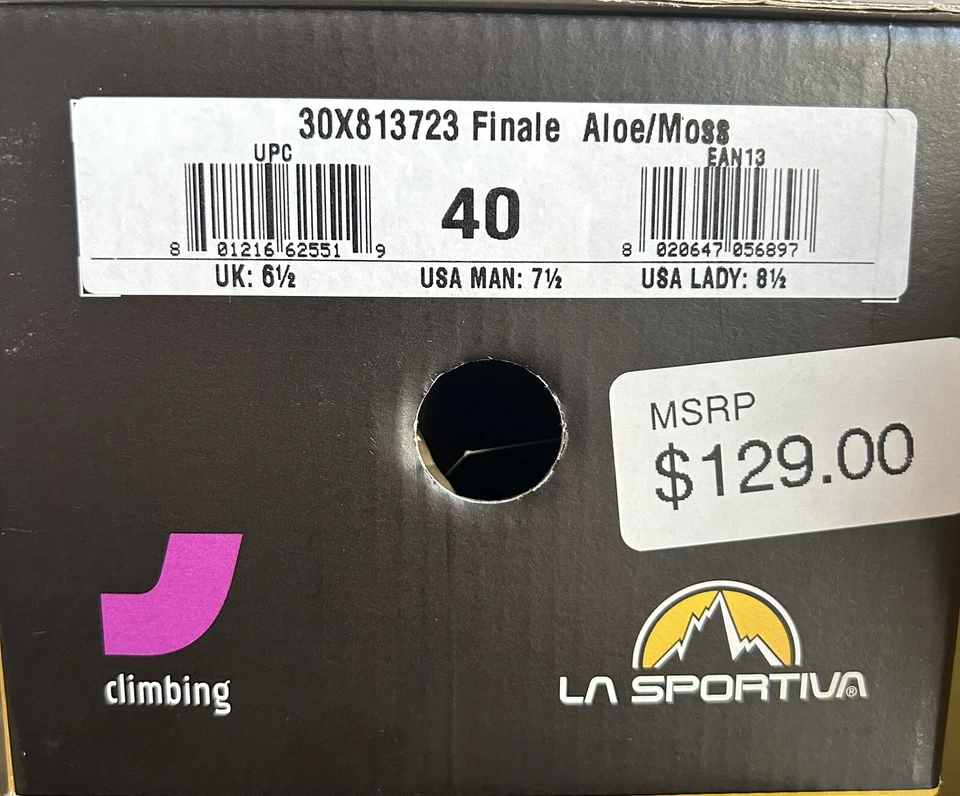 30X813723 Finale Aloe/Moss
UPC
EAN13
8 01216 62551 9
40
8 020647 056897
UK: 6½
USA MAN: 7½
USA LADY: 8½
MSRP
$129.00
climbing
LA SPORTIVA®